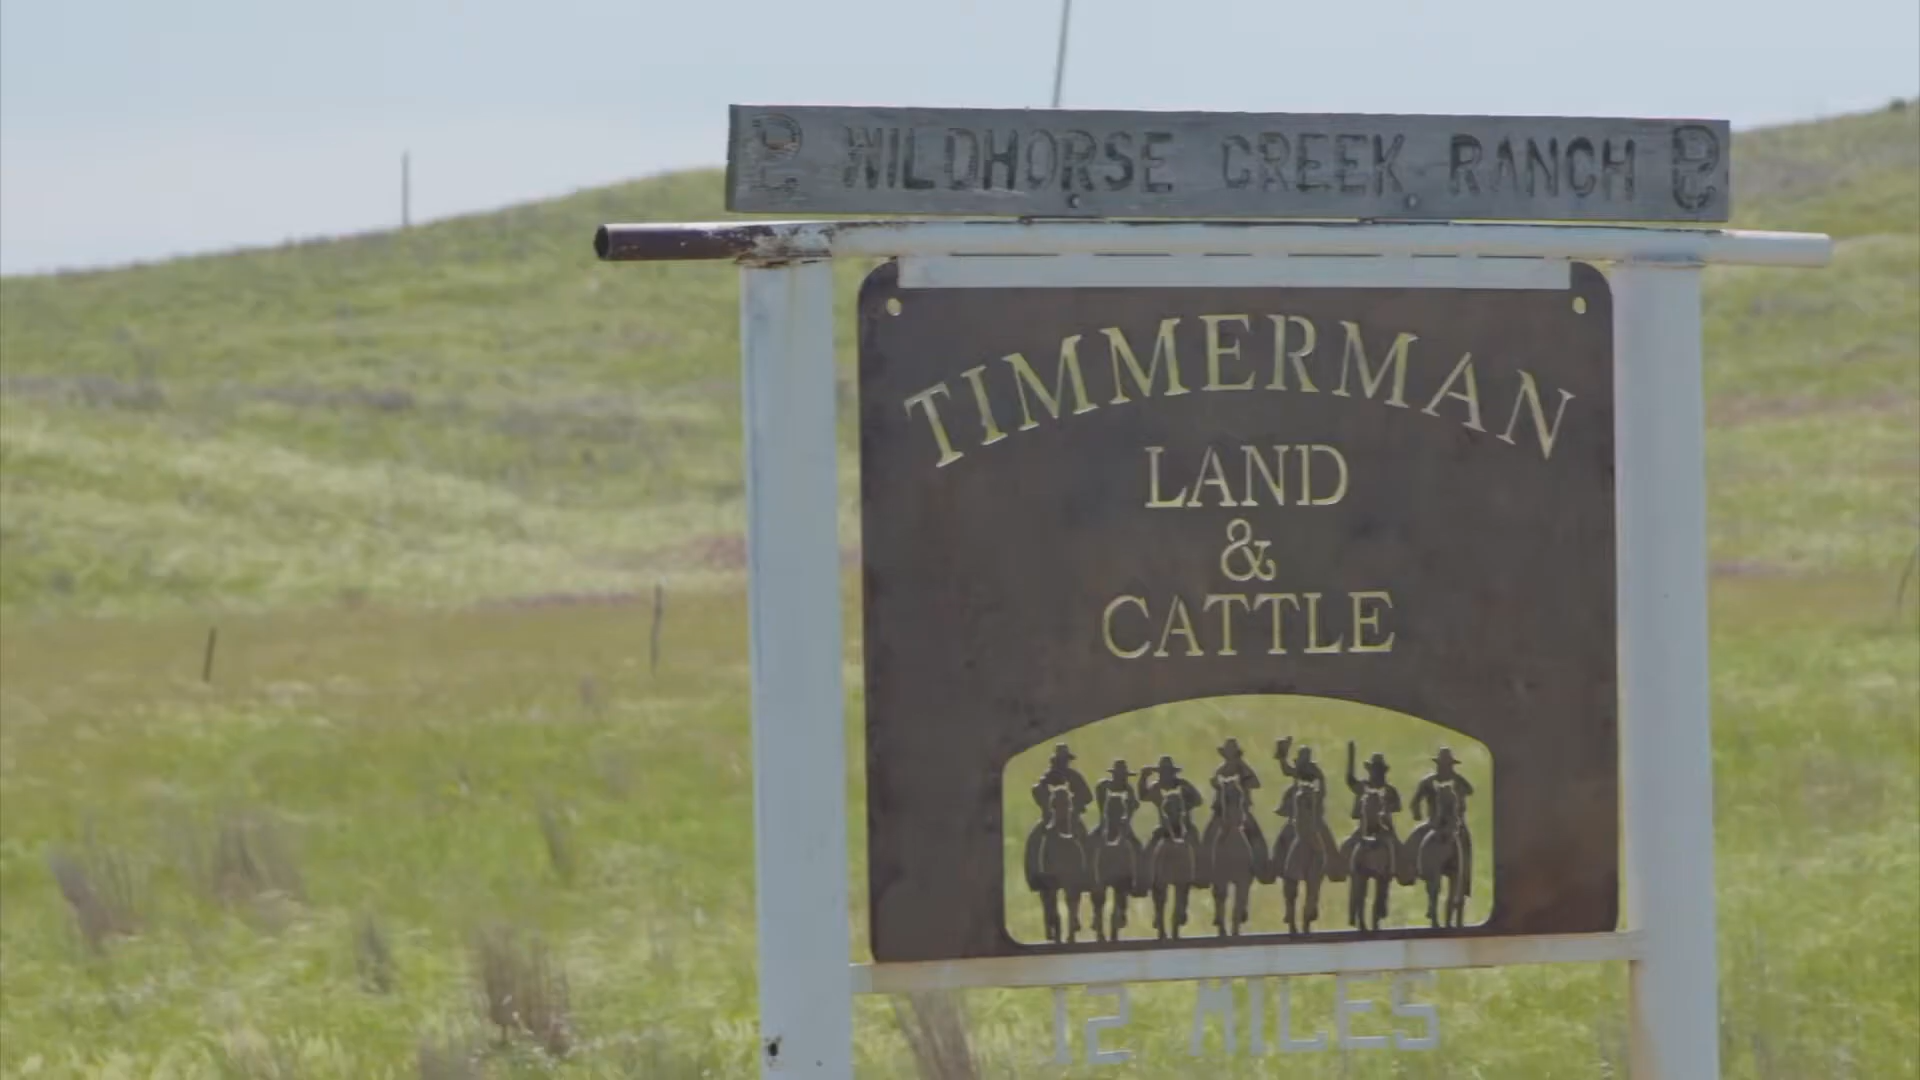 WILDHORSE CREEK RANCH
TIMMERMAN
LAND
&
CATTLE
12 MILES